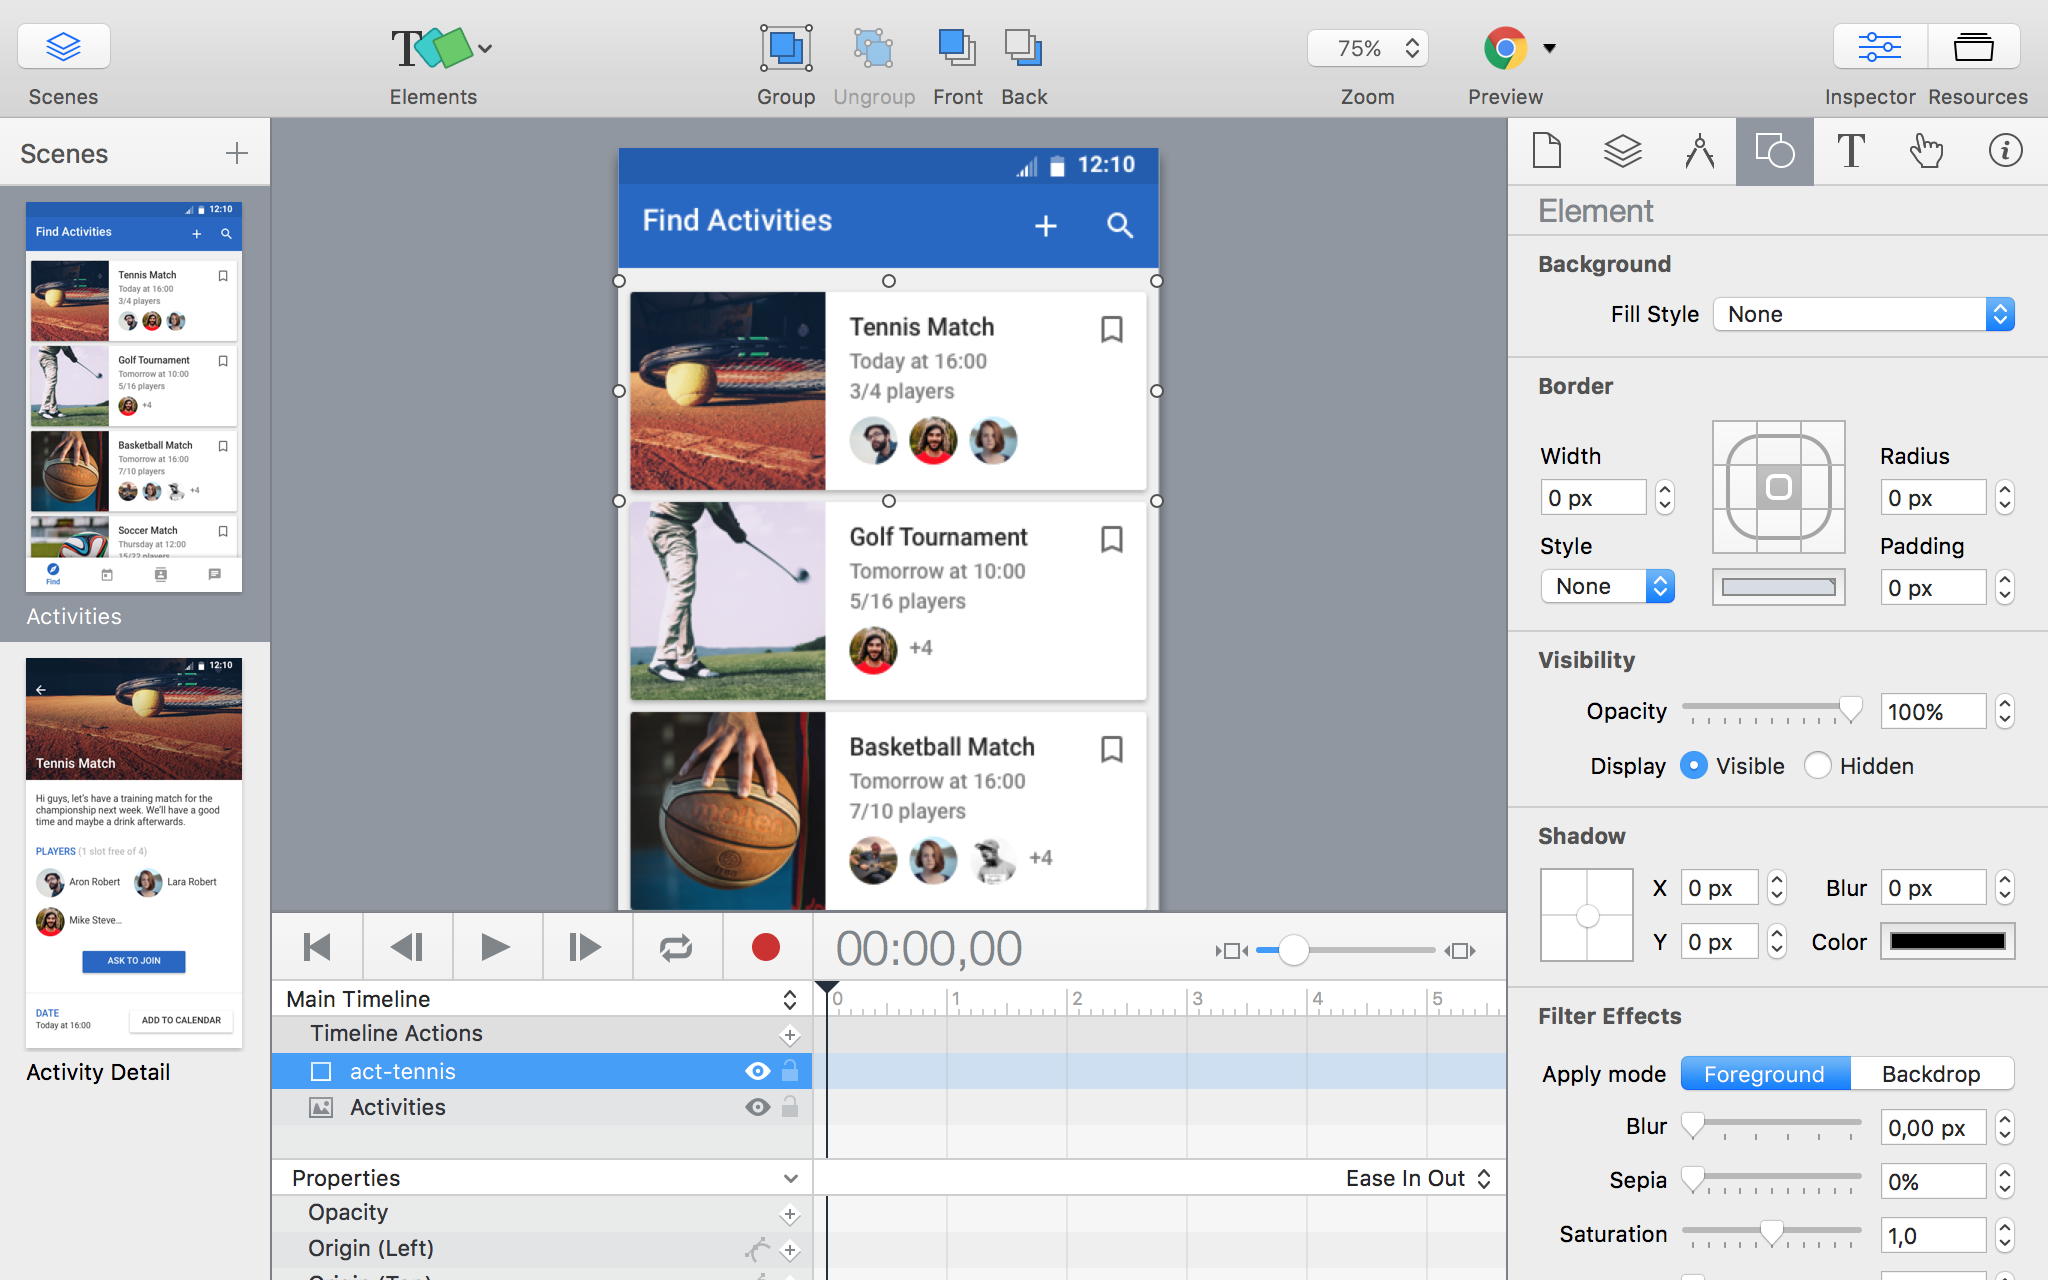 75%
Scenes
Elements
Group
Ungroup
Front
Back
Zoom
Preview
Inspector
Resources
Scenes
12:10
Find Activities
Tennis Match
Today at 16:00
3/4 players
Golf Tournament
Tomorrow at 10:00
5/16 players
+4
Basketball Match
Tomorrow at 16:00
7/10 players
+4
Soccer Match
Thursday at 12:00
15/22 players
Find
Activities
12:10
Tennis Match
Hi guys, let's have a training match for the
championship next week. We'll have a good
time and maybe a drink afterwards.
PLAYERS (1 slot free of 4)
Aron Robert
Lara Robert
Mike Steve...
ASK TO JOIN
DATE
Today at 16:00
ADD TO CALENDAR
Activity Detail
12:10
Find Activities
Tennis Match
Today at 16:00
3/4 players
Golf Tournament
Tomorrow at 10:00
5/16 players
+4
Basketball Match
Tomorrow at 16:00
7/10 players
+4
molten
00:00,00
Main Timeline
0 1 2 3 4 5
Timeline Actions
act-tennis
Activities
Properties
Ease In Out
Opacity
Origin (Left)
Origin (Top)
Element
Background
Fill Style None
Border
Width
0 px
Radius
0 px
Style
None
Padding
0 px
Visibility
Opacity 100%
Display Visible Hidden
Shadow
X 0 px Blur 0 px
Y 0 px Color
Filter Effects
Apply mode Foreground Backdrop
Blur 0,00 px
Sepia 0%
Saturation 1,0